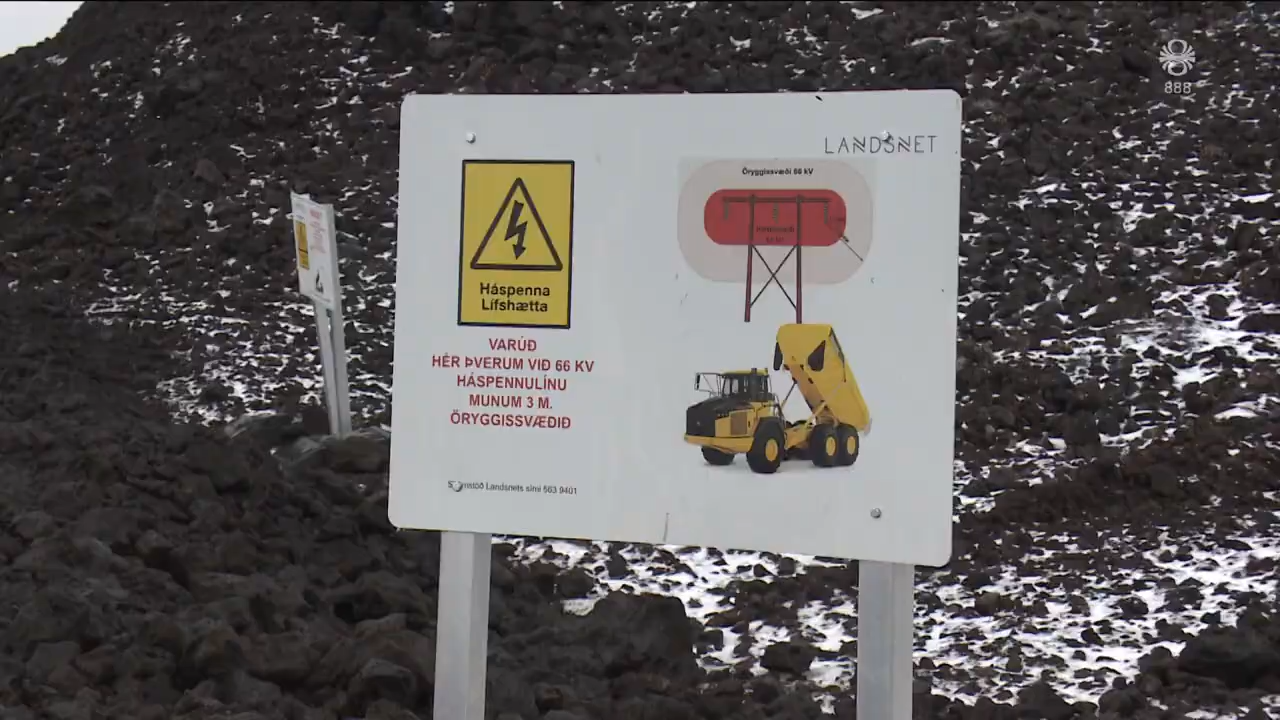 888
LANDSNET
Háspenna
Lífshætta
VARÚÐ
HÉR ÞVERUM VIÐ 66 KV
HÁSPENNULÍNU
MUNUM 3 M.
ÖRYGGISSVÆÐIÐ
Landsnets sími 563 9401
Öryggissvæði 66 kV